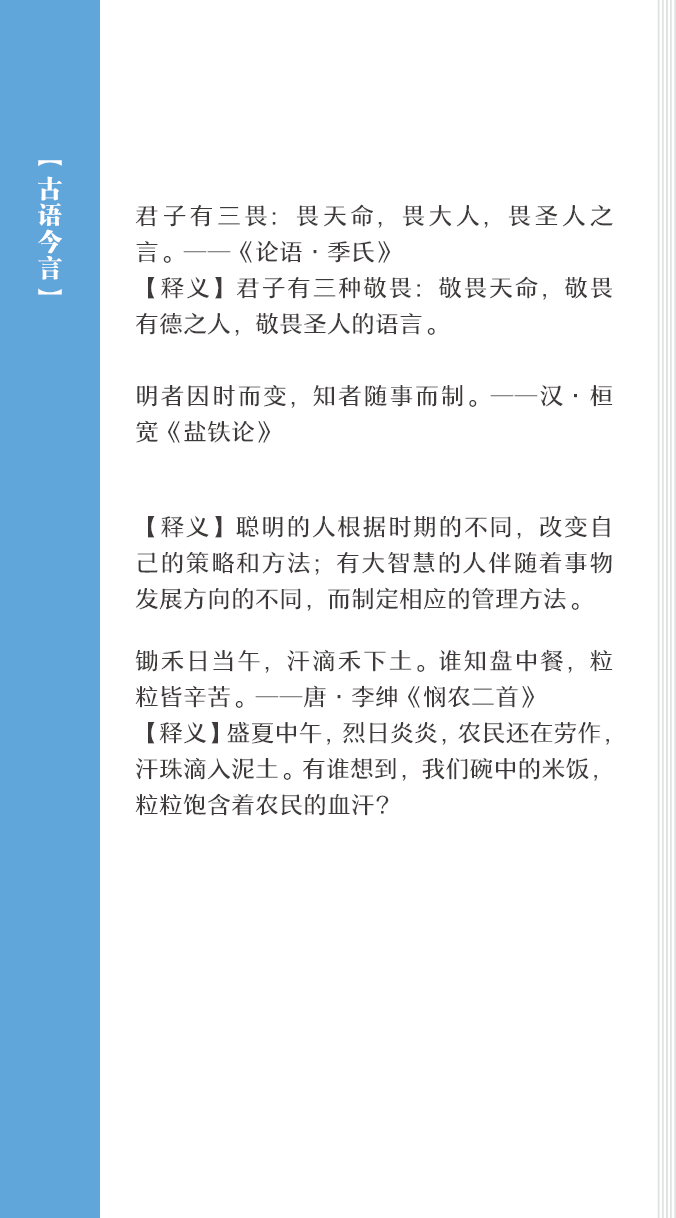 【古语今言】
君子有三畏：畏天命，畏大人，畏圣人之
言。——《论语·季氏》
【释义】君子有三种敬畏：敬畏天命，敬畏
有德之人，敬畏圣人的语言。
明者因时而变，知者随事而制。——汉·桓
宽《盐铁论》
【释义】聪明的人根据时期的不同，改变自
己的策略和方法；有大智慧的人伴随着事物
发展方向的不同，而制定相应的管理方法。
锄禾日当午，汗滴禾下土。谁知盘中餐，粒
粒皆辛苦。——唐·李绅《悯农二首》
【释义】盛夏中午，烈日炎炎，农民还在劳作，
汗珠滴入泥土。有谁想到，我们碗中的米饭，
粒粒饱含着农民的血汗？